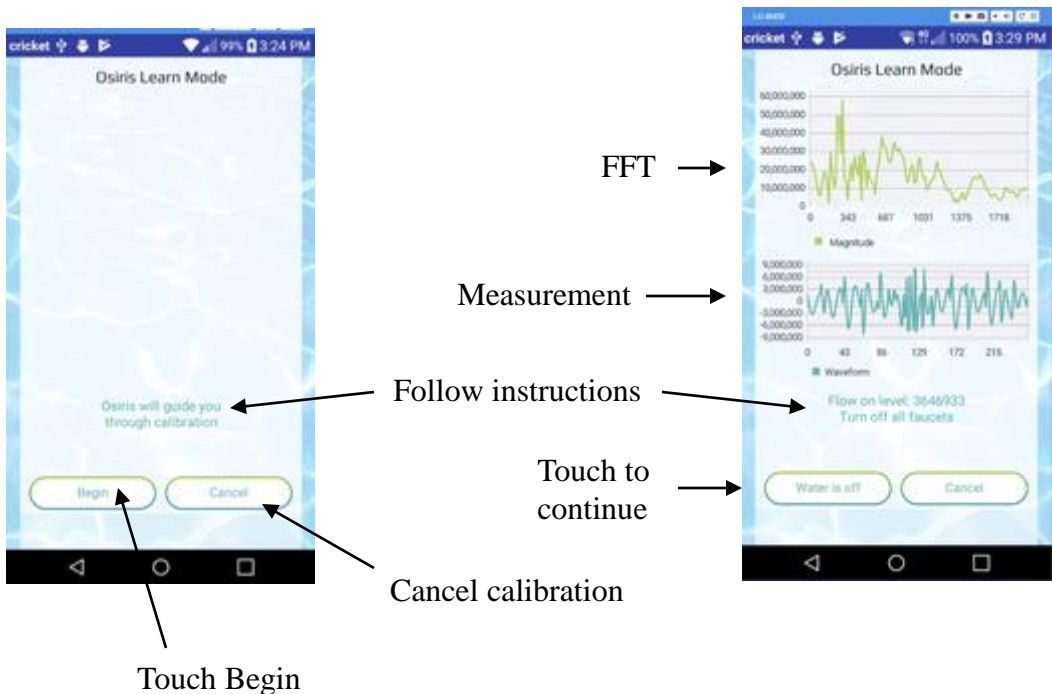 cricket 99% 3:24 PM
Osiris Learn Mode
Osiris will guide you
through calibration
Begin Cancel
Touch Begin
Cancel calibration
FFT
Measurement
Follow instructions
Touch to
continue
cricket 100% 3:29 PM
Osiris Learn Mode
60,000,000
50,000,000
40,000,000
30,000,000
20,000,000
10,000,000
0
0 343 687 1031 1375 1718
Magnitude
9,000,000
6,000,000
3,000,000
0
-3,000,000
-6,000,000
-9,000,000
0 43 86 129 172 215
Waveform
Flow on level: 3646933
Turn off all faucets
Water is off Cancel